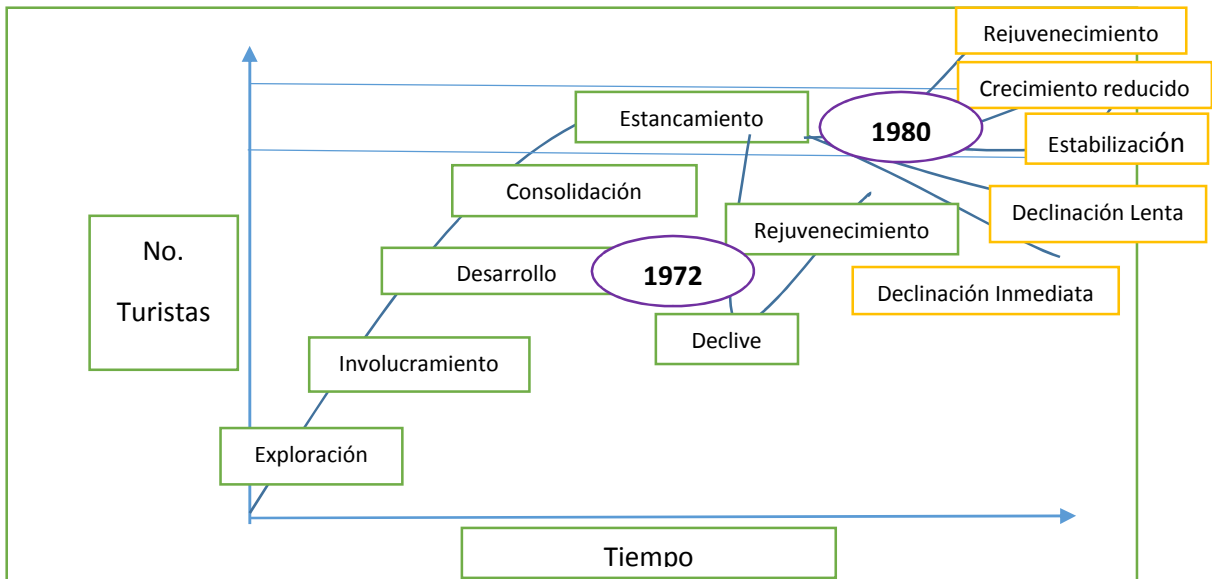 Rejuvenecimiento
Crecimiento reducido
Estancamiento
1980
Estabilización
Consolidación
Declinación Lenta
No.
Turistas
Rejuvenecimiento
Desarrollo
1972
Declinación Inmediata
Declive
Involucramiento
Exploración
Tiempo